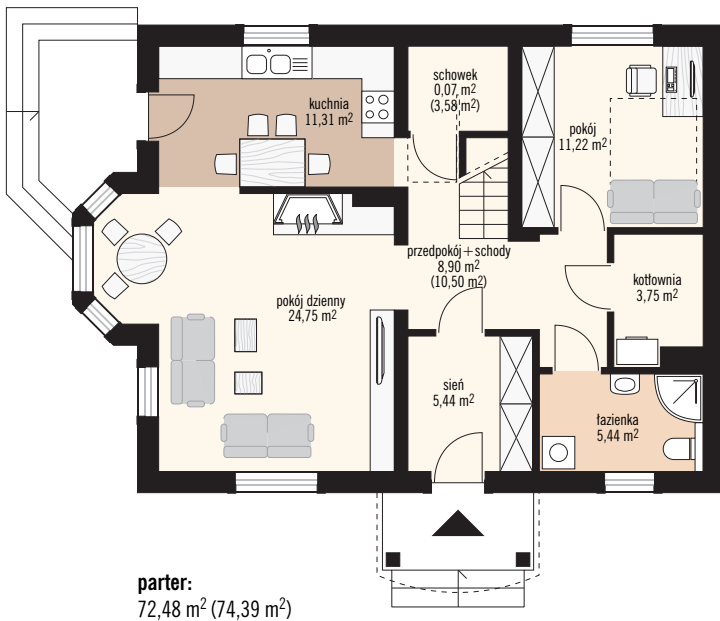 schowek
0,07 m²
(3,58 m²)
kuchnia
11,31 m²
pokój
11,22 m²
przedpokój + schody
8,90 m²
(10,50 m²)
kotłownia
3,75 m²
pokój dzienny
24,75 m²
sień
5,44 m²
łazienka
5,44 m²
parter:
72,48 m² (74,39 m²)